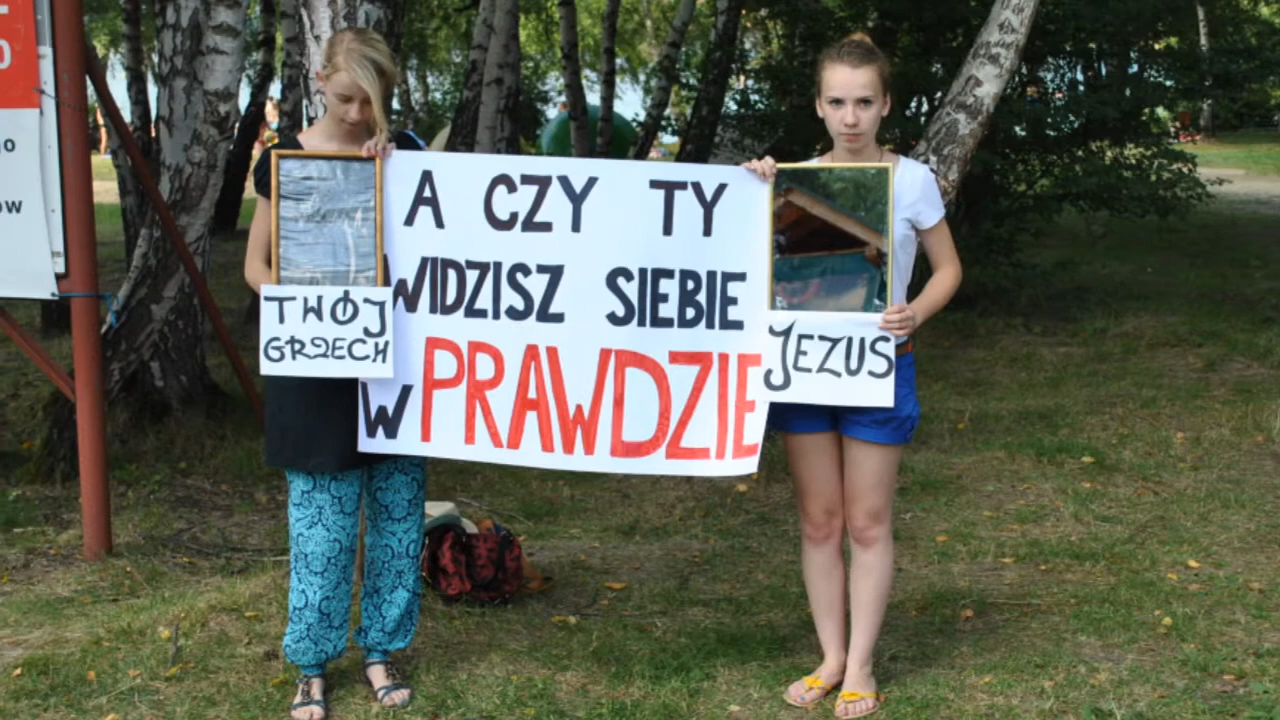 A CZY TY
WIDZISZ SIEBIE
W PRAWDZIE
TWÓJ
GRZECH
JEZUS